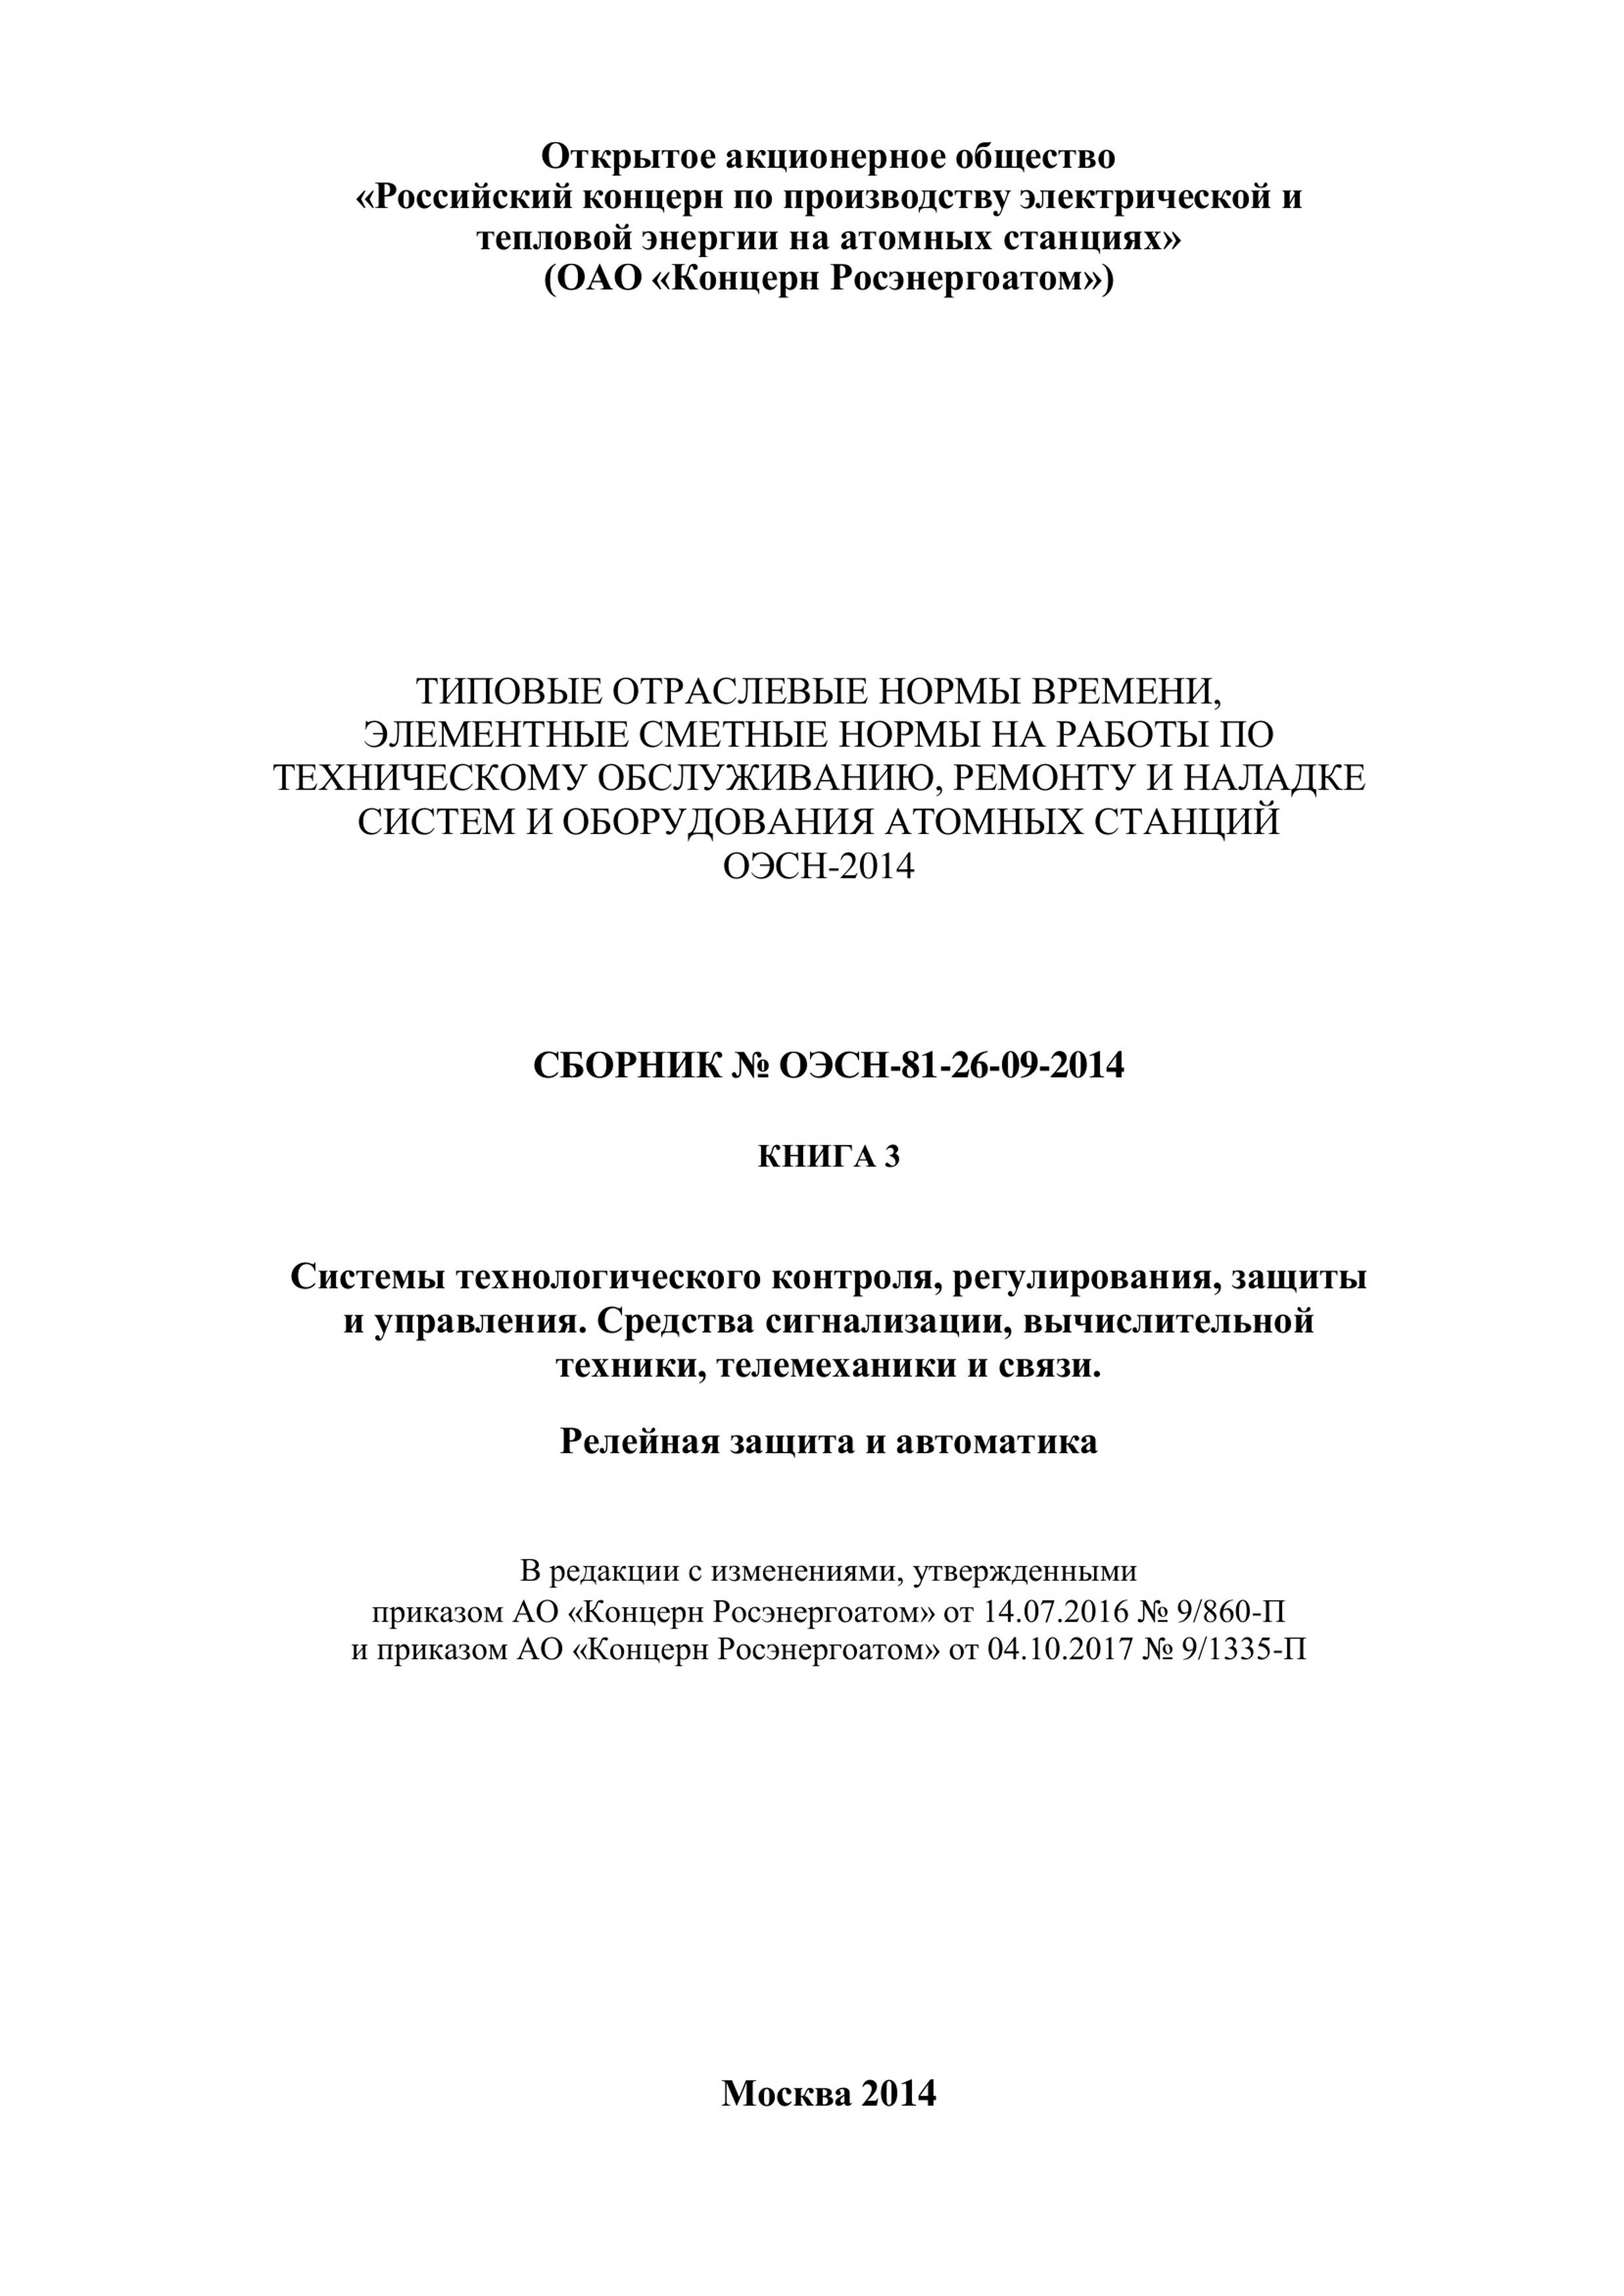 Открытое акционерное общество
«Российский концерн по производству электрической и
тепловой энергии на атомных станциях»
(ОАО «Концерн Росэнергоатом»)
ТИПОВЫЕ ОТРАСЛЕВЫЕ НОРМЫ ВРЕМЕНИ,
ЭЛЕМЕНТНЫЕ СМЕТНЫЕ НОРМЫ НА РАБОТЫ ПО
ТЕХНИЧЕСКОМУ ОБСЛУЖИВАНИЮ, РЕМОНТУ И НАЛАДКЕ
СИСТЕМ И ОБОРУДОВАНИЯ АТОМНЫХ СТАНЦИЙ
ОЭСН-2014
СБОРНИК № ОЭСН-81-26-09-2014
КНИГА 3
Системы технологического контроля, регулирования, защиты
и управления. Средства сигнализации, вычислительной
техники, телемеханики и связи.
Релейная защита и автоматика
В редакции с изменениями, утвержденными
приказом АО «Концерн Росэнергоатом» от 14.07.2016 № 9/860-П
и приказом АО «Концерн Росэнергоатом» от 04.10.2017 № 9/1335-П
Москва 2014